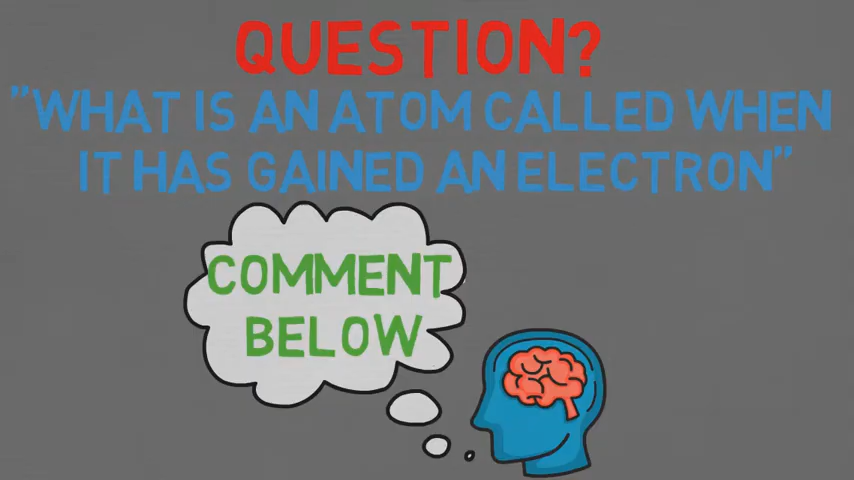 QUESTION?
"WHAT IS AN ATOM CALLED WHEN
IT HAS GAINED AN ELECTRON"
COMMENT
BELOW